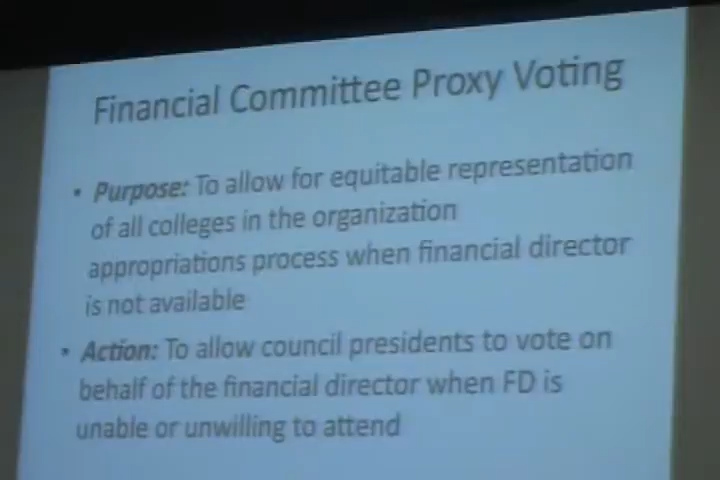 Financial Committee Proxy Voting
• Purpose: To allow for equitable representation
of all colleges in the organization
appropriations process when financial director
is not available
• Action: To allow council presidents to vote on
behalf of the financial director when FD is
unable or unwilling to attend